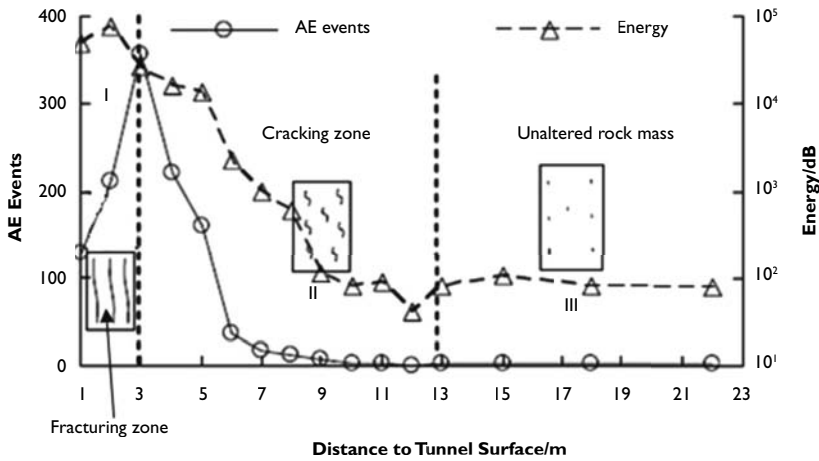 400
300
200
100
0
AE Events
10⁵
10⁴
10³
10²
10¹
Energy/dB
AE events
Energy
I
Cracking zone
Unaltered rock mass
II
III
1 3 5 7 9 11 13 15 17 19 21 23
Fracturing zone
Distance to Tunnel Surface/m